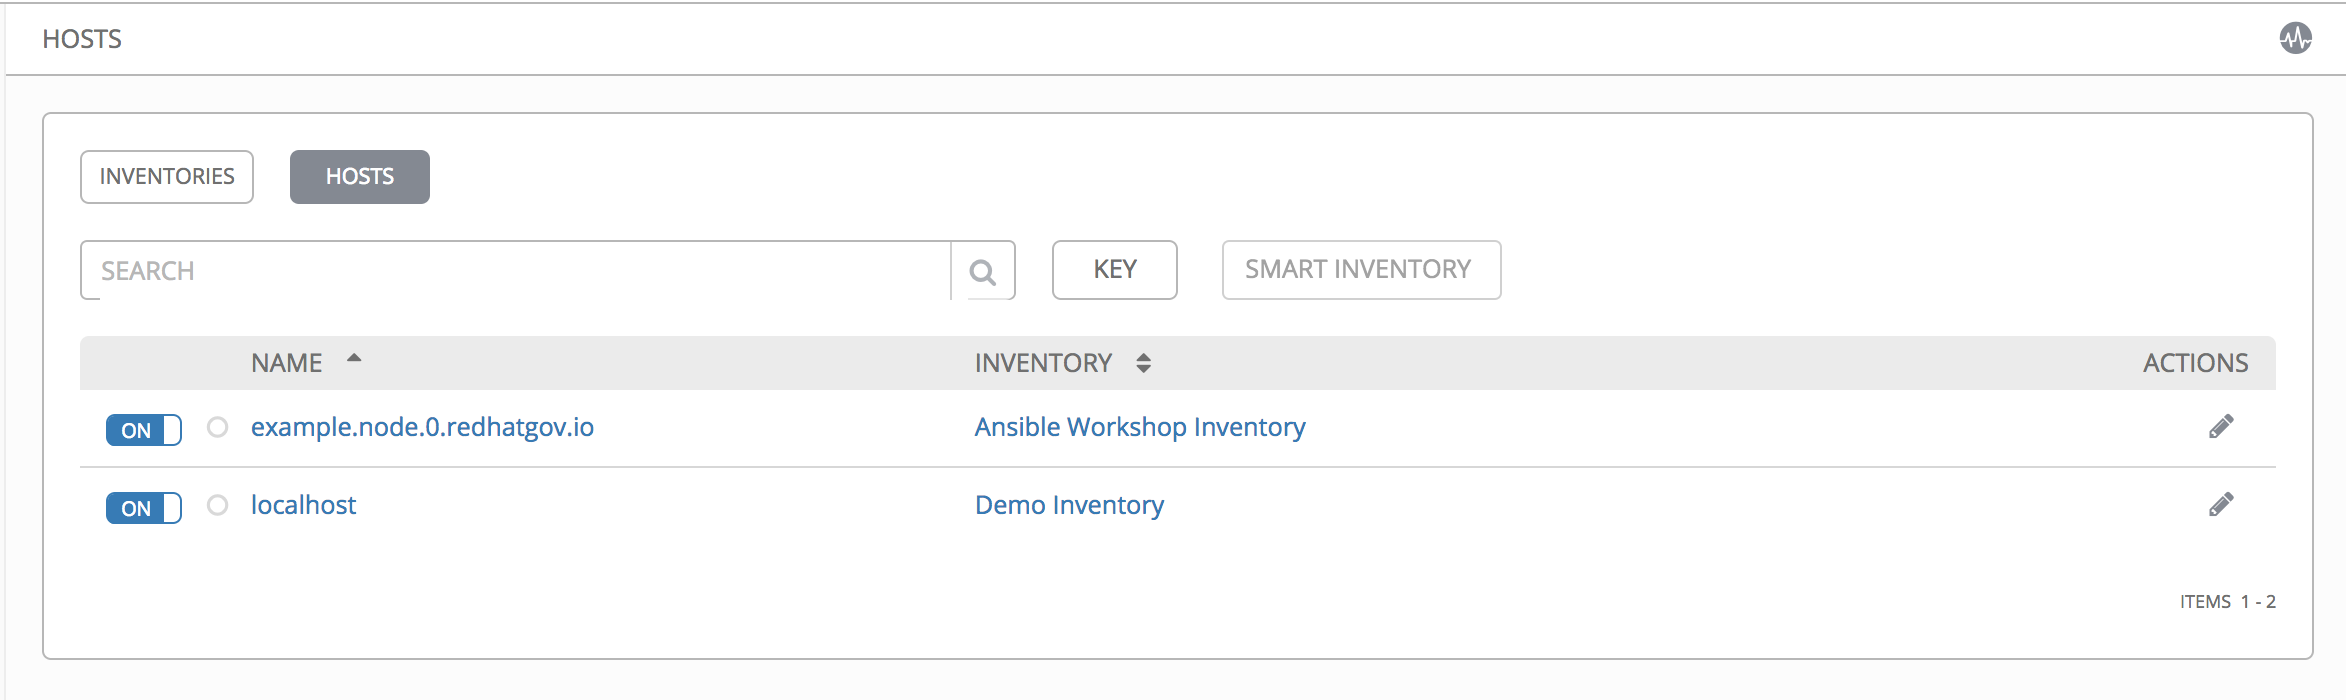 HOSTS
INVENTORIES HOSTS
SEARCH KEY SMART INVENTORY
NAME INVENTORY ACTIONS
ON example.node.0.redhatgov.io Ansible Workshop Inventory
ON localhost Demo Inventory
ITEMS 1 - 2